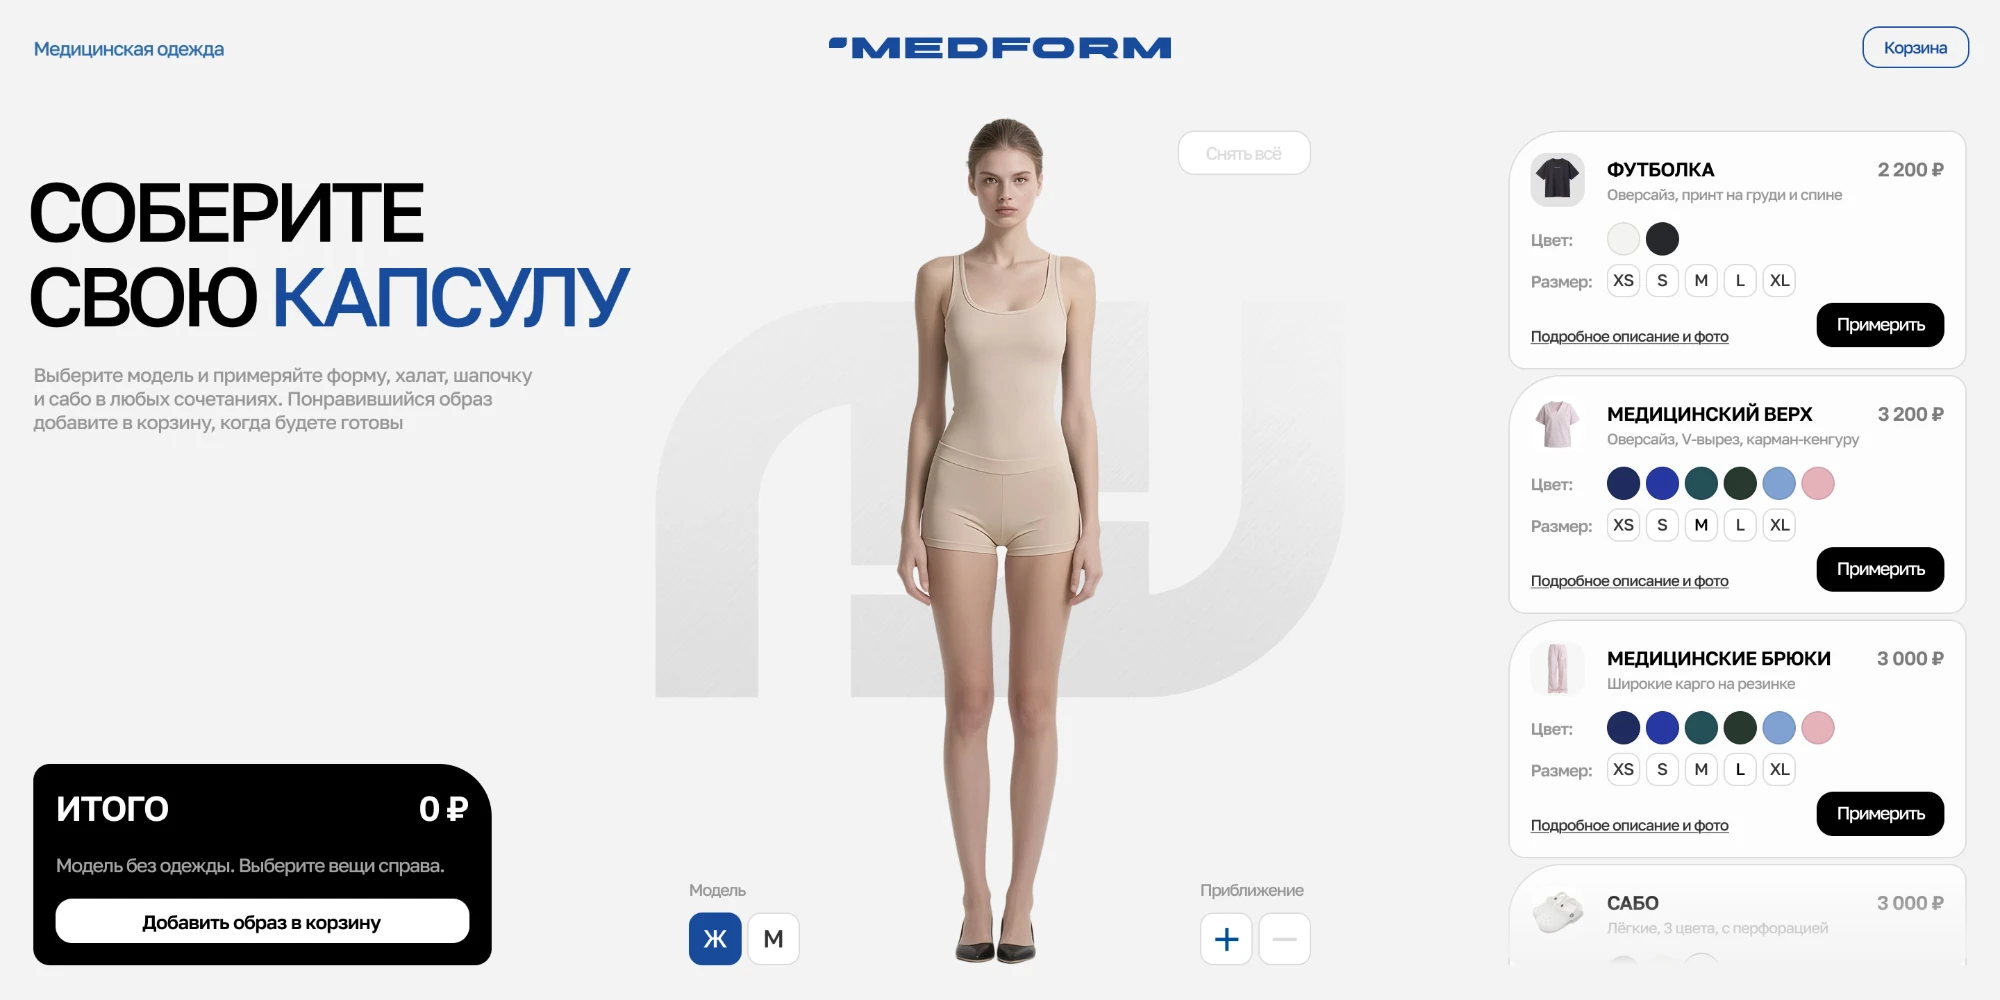 Медицинская одежда
MEDFORM
Корзина
СОБЕРИТЕ
СВОЮ КАПСУЛУ
Выберите модель и примеряйте форму, халат, шапочку
и сабо в любых сочетаниях. Понравившийся образ
добавите в корзину, когда будете готовы
ИТОГО 0 ₽
Модель без одежды. Выберите вещи справа.
Добавить образ в корзину
Снять всё
Модель
Ж М
Приближение
+ —
ФУТБОЛКА 2 200 ₽
Оверсайз, принт на груди и спине
Цвет:
Размер: XS S M L XL
Подробное описание и фото
Примерить
МЕДИЦИНСКИЙ ВЕРХ 3 200 ₽
Оверсайз, V-вырез, карман-кенгуру
Цвет:
Размер: XS S M L XL
Подробное описание и фото
Примерить
МЕДИЦИНСКИЕ БРЮКИ 3 000 ₽
Широкие карго на резинке
Цвет:
Размер: XS S M L XL
Подробное описание и фото
Примерить
САБО 3 000 ₽
Лёгкие, 3 цвета, с перфорацией